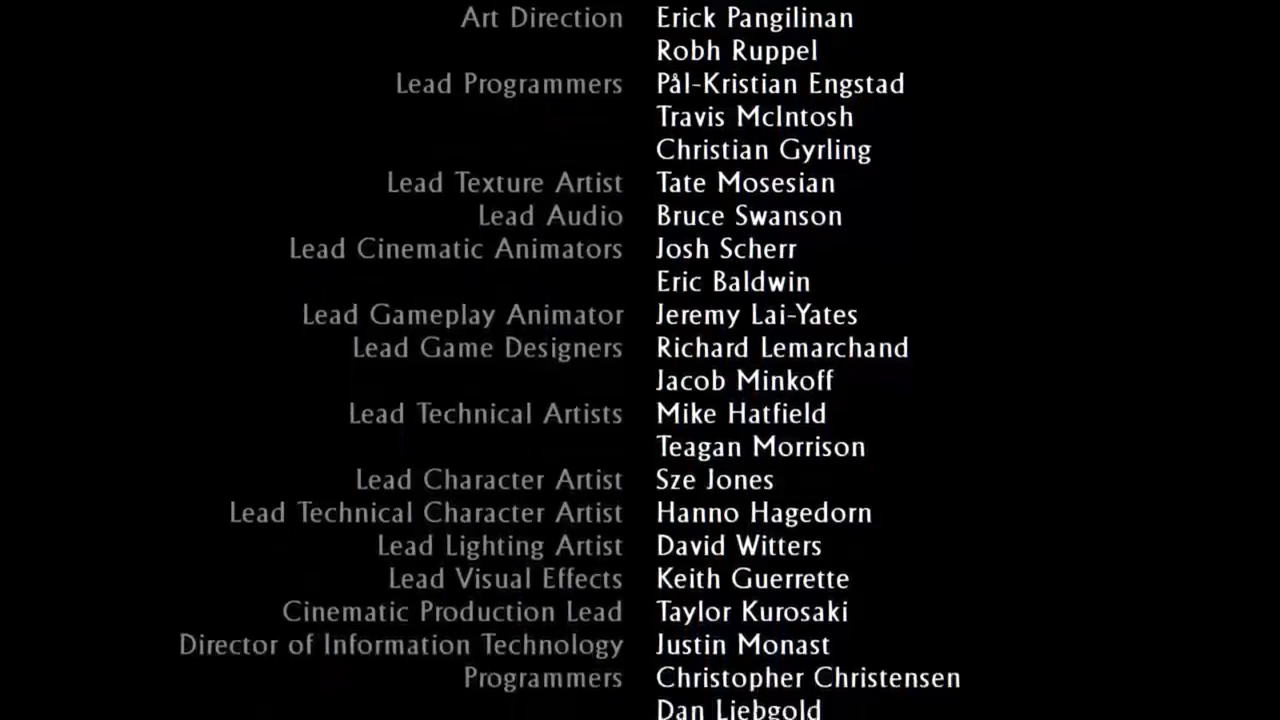 Art Direction Erick Pangilinan
Robh Ruppel
Lead Programmers Pål-Kristian Engstad
Travis McIntosh
Christian Gyrling
Lead Texture Artist Tate Mosesian
Lead Audio Bruce Swanson
Lead Cinematic Animators Josh Scherr
Eric Baldwin
Lead Gameplay Animator Jeremy Lai-Yates
Lead Game Designers Richard Lemarchand
Jacob Minkoff
Lead Technical Artists Mike Hatfield
Teagan Morrison
Lead Character Artist Sze Jones
Lead Technical Character Artist Hanno Hagedorn
Lead Lighting Artist David Witters
Lead Visual Effects Keith Guerrette
Cinematic Production Lead Taylor Kurosaki
Director of Information Technology Justin Monast
Programmers Christopher Christensen
Dan Liebgold